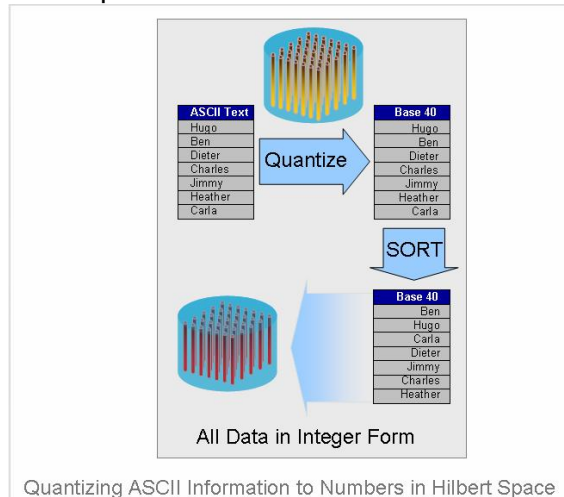 ASCII Text
Hugo
Ben
Dieter
Charles
Jimmy
Heather
Carla
Quantize
Base 40
Hugo
Ben
Dieter
Charles
Jimmy
Heather
Carla
SORT
Base 40
Ben
Hugo
Carla
Dieter
Jimmy
Charles
Heather
All Data in Integer Form
Quantizing ASCII Information to Numbers in Hilbert Space